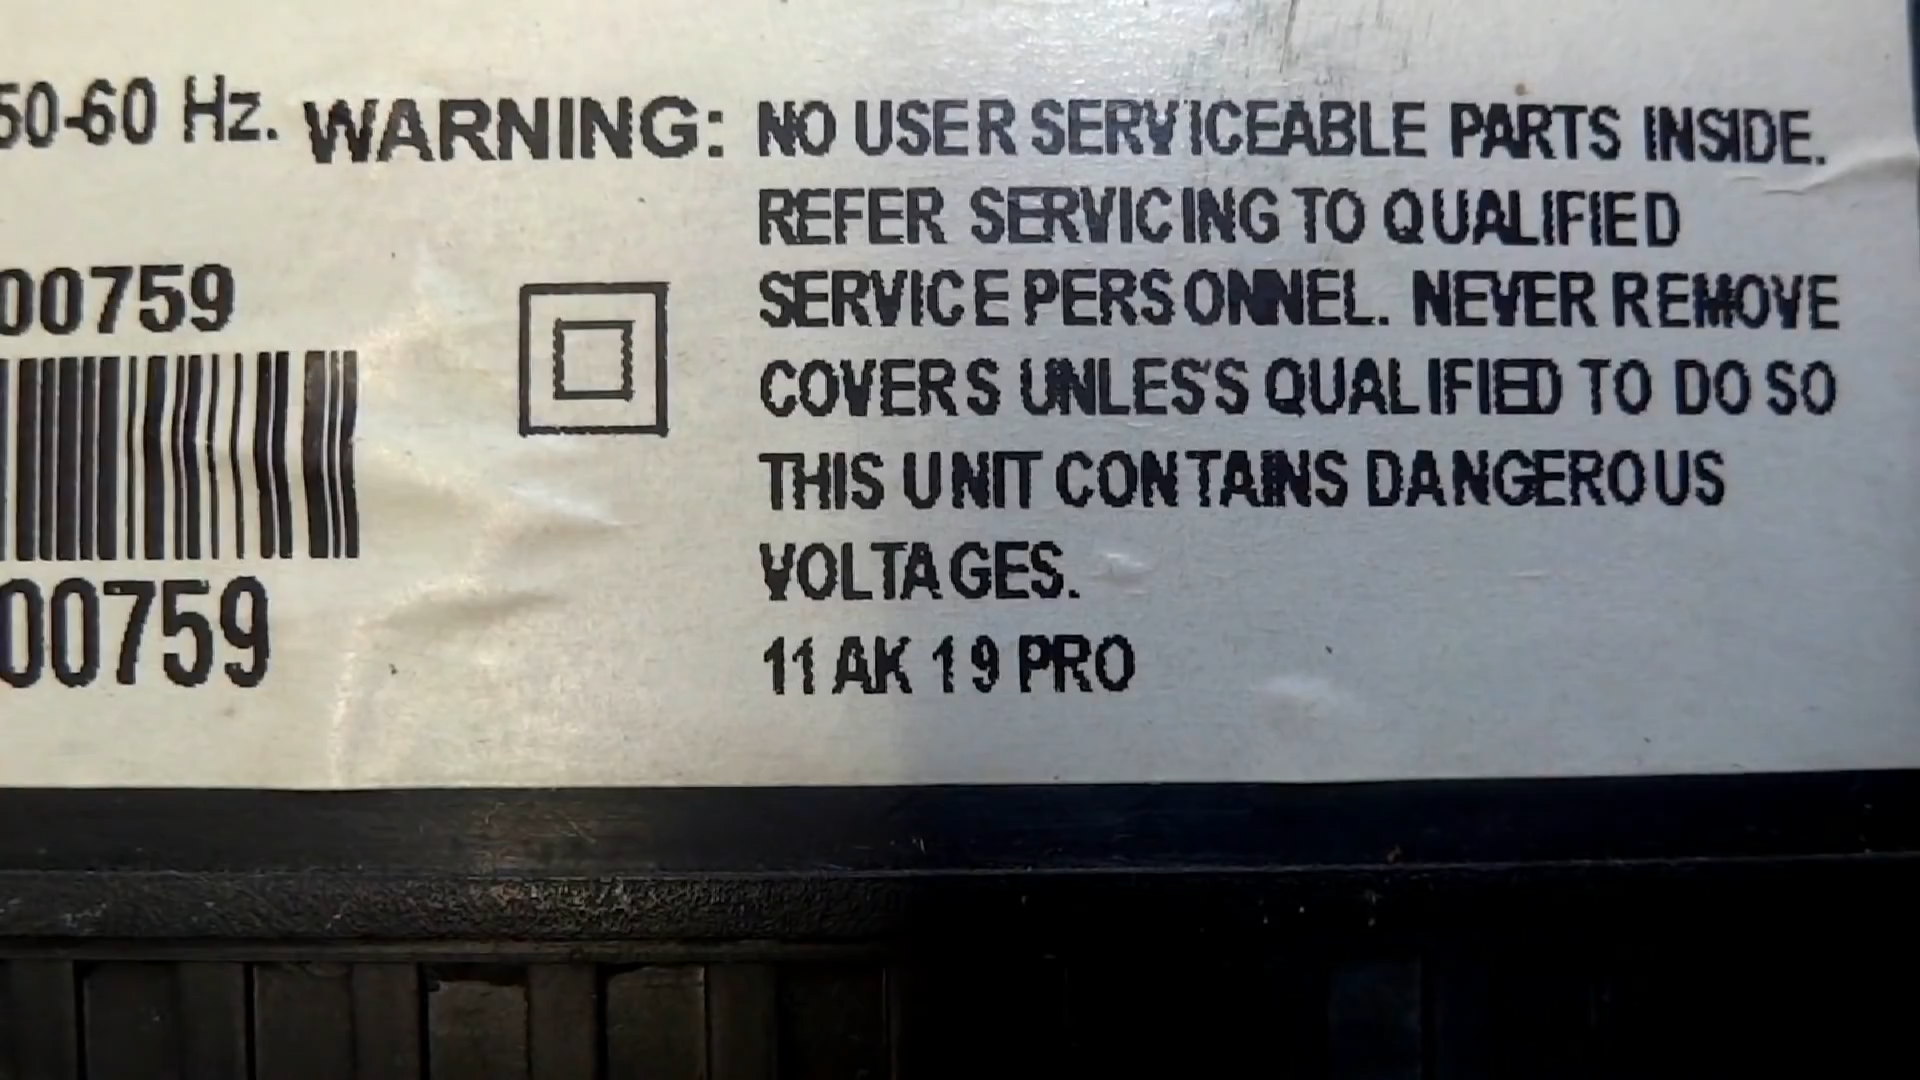 50-60 Hz. WARNING: NO USER SERVICEABLE PARTS INSIDE.
REFER SERVICING TO QUALIFIED
00759
SERVICE PERSONNEL. NEVER REMOVE
COVERS UNLES'S QUALIFIED TO DO SO
THIS UNIT CONTAINS DANGEROUS
VOLTAGES.
00759
11 AK 19 PRO